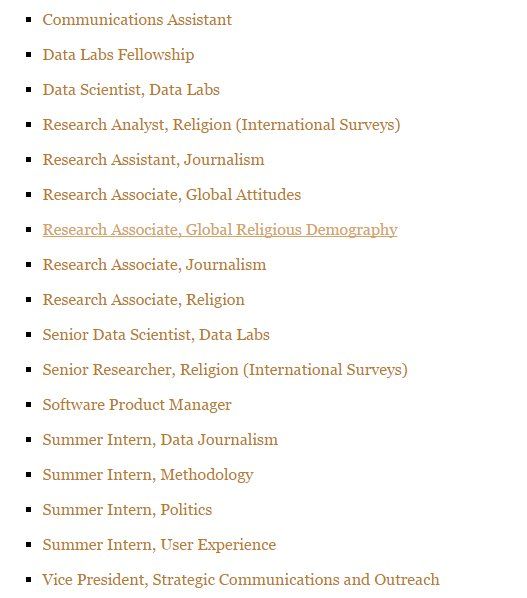 Communications Assistant
Data Labs Fellowship
Data Scientist, Data Labs
Research Analyst, Religion (International Surveys)
Research Assistant, Journalism
Research Associate, Global Attitudes
Research Associate, Global Religious Demography
Research Associate, Journalism
Research Associate, Religion
Senior Data Scientist, Data Labs
Senior Researcher, Religion (International Surveys)
Software Product Manager
Summer Intern, Data Journalism
Summer Intern, Methodology
Summer Intern, Politics
Summer Intern, User Experience
Vice President, Strategic Communications and Outreach